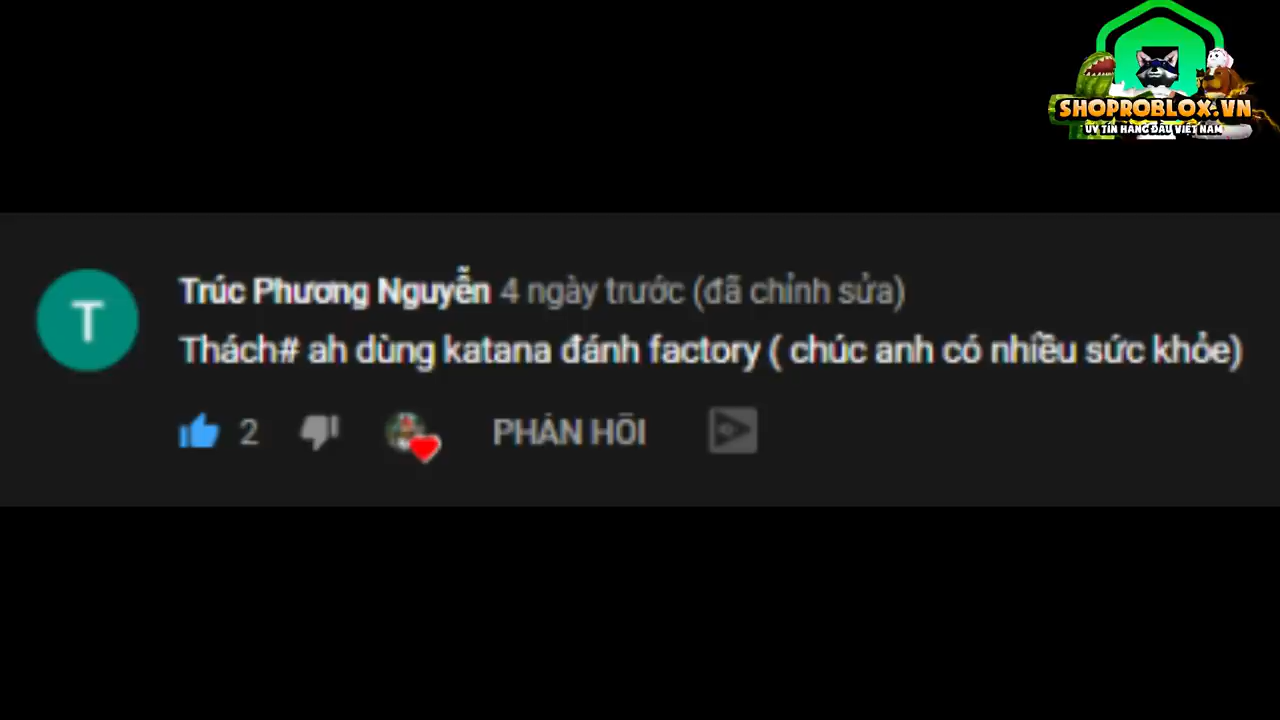 SHOPROBLOX.VN
UY TÍN HÀNG ĐẦU VIỆT NAM
T
Trúc Phương Nguyễn 4 ngày trước (đã chỉnh sửa)
Thách# ah dùng katana đánh factory ( chúc anh có nhiều sức khỏe)
2 PHẢN HỒI